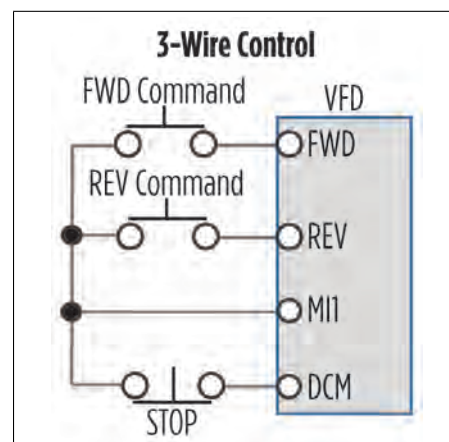 3-Wire Control
FWD Command
VFD
FWD
REV Command
REV
MI1
DCM
STOP